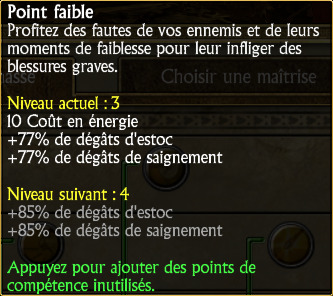 Point faible
Profitez des fautes de vos ennemis et de leurs
moments de faiblesse pour leur infliger des
blessures graves.
Choisir une maîtrise
Niveau actuel : 3
10 Coût en énergie
+77% de dégâts d'estoc
+77% de dégâts de saignement
Niveau suivant : 4
+85% de dégâts d'estoc
+85% de dégâts de saignement
Appuyez pour ajouter des points de
compétence inutilisés.